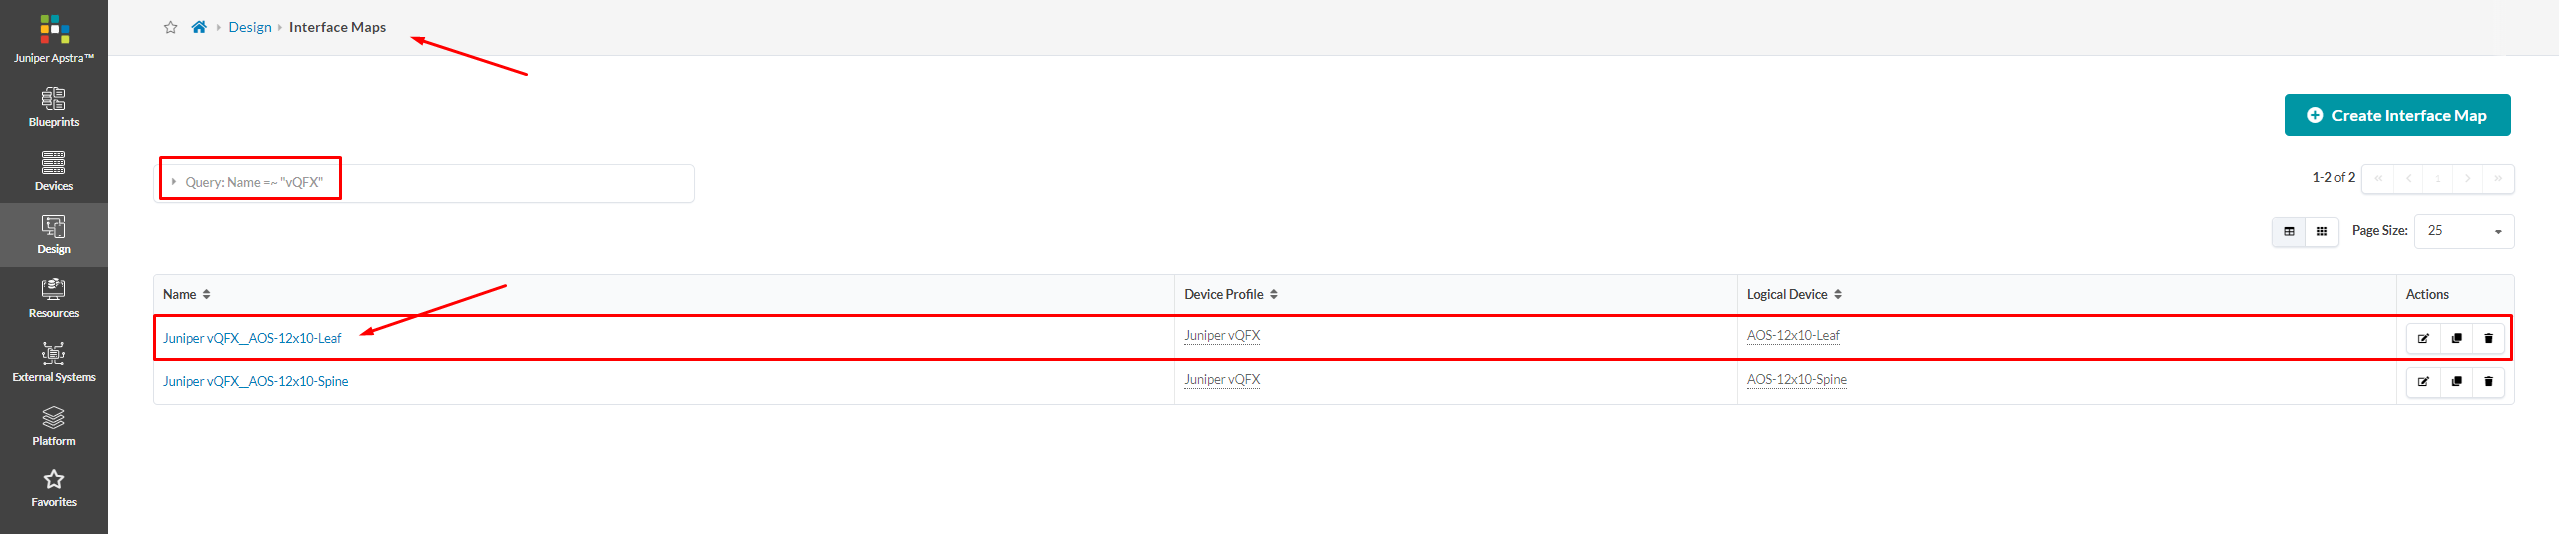 Juniper Apstra™
Blueprints
Devices
Design
Resources
External Systems
Platform
Favorites
Design Interface Maps
Create Interface Map
Query: Name =~ "vQFX"
1-2 of 2
1
Page Size: 25
Name Device Profile Logical Device Actions
Juniper vQFX__AOS-12x10-Leaf Juniper vQFX AOS-12x10-Leaf
Juniper vQFX__AOS-12x10-Spine Juniper vQFX AOS-12x10-Spine